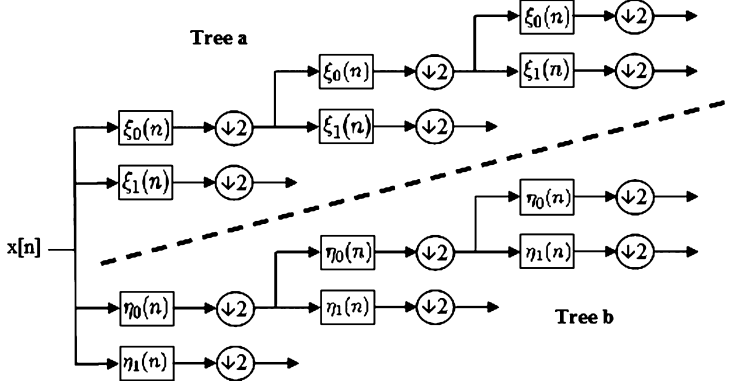 Tree a
ξ₀(n) ↓2
ξ₀(n) ↓2 ξ₁(n) ↓2
ξ₀(n) ↓2 ξ₁(n) ↓2
ξ₁(n) ↓2
x[n]
η₀(n) ↓2
η₀(n) ↓2 η₁(n) ↓2
η₀(n) ↓2 η₁(n) ↓2
Tree b
η₁(n) ↓2